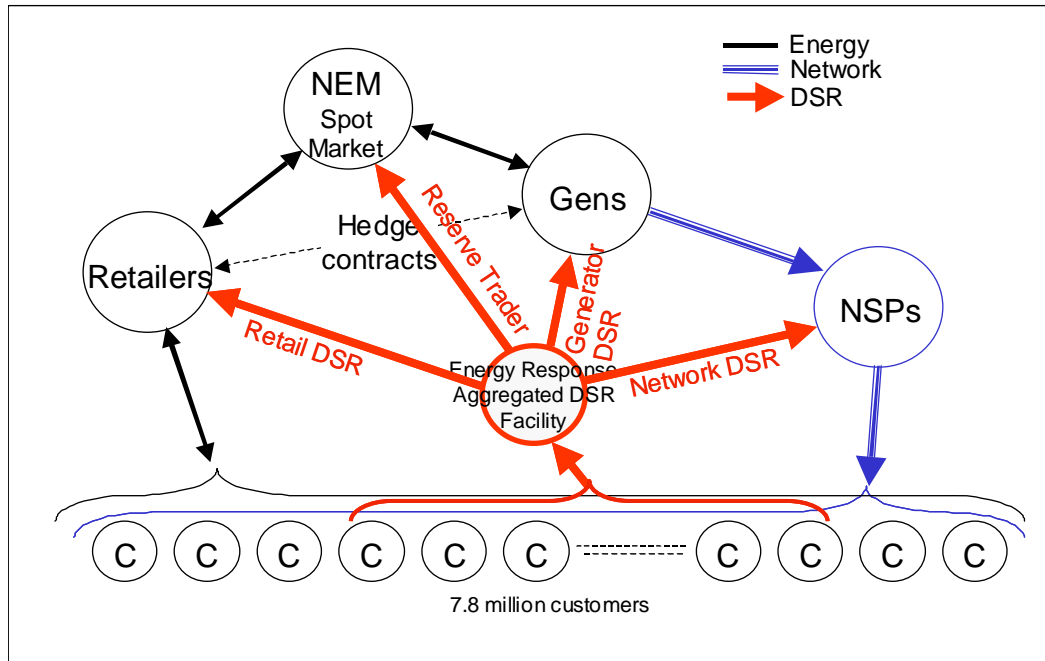 Energy
Network
DSR
NEM
Spot
Market
Gens
Hedge
contracts
Retailers
NSPs
Reserve Trader
Generator
DSR
Retail DSR
Network DSR
Energy Response
Aggregated DSR
Facility
C C C C C C C C C C
7.8 million customers